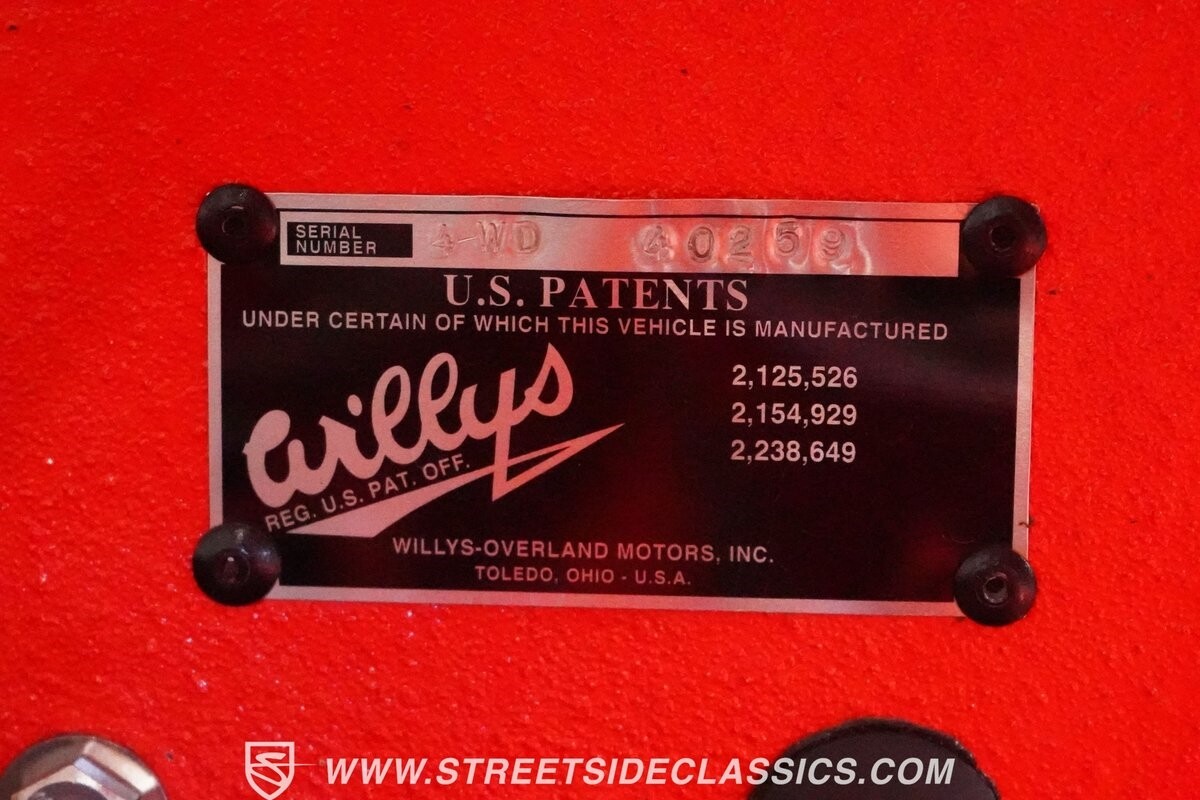 SERIAL
NUMBER
4-WD 40259
U.S. PATENTS
UNDER CERTAIN OF WHICH THIS VEHICLE IS MANUFACTURED
Willys
REG. U.S. PAT. OFF.
2,125,526
2,154,929
2,238,649
WILLYS-OVERLAND MOTORS, INC.
TOLEDO, OHIO - U.S.A.
WWW.STREETSIDECLASSICS.COM